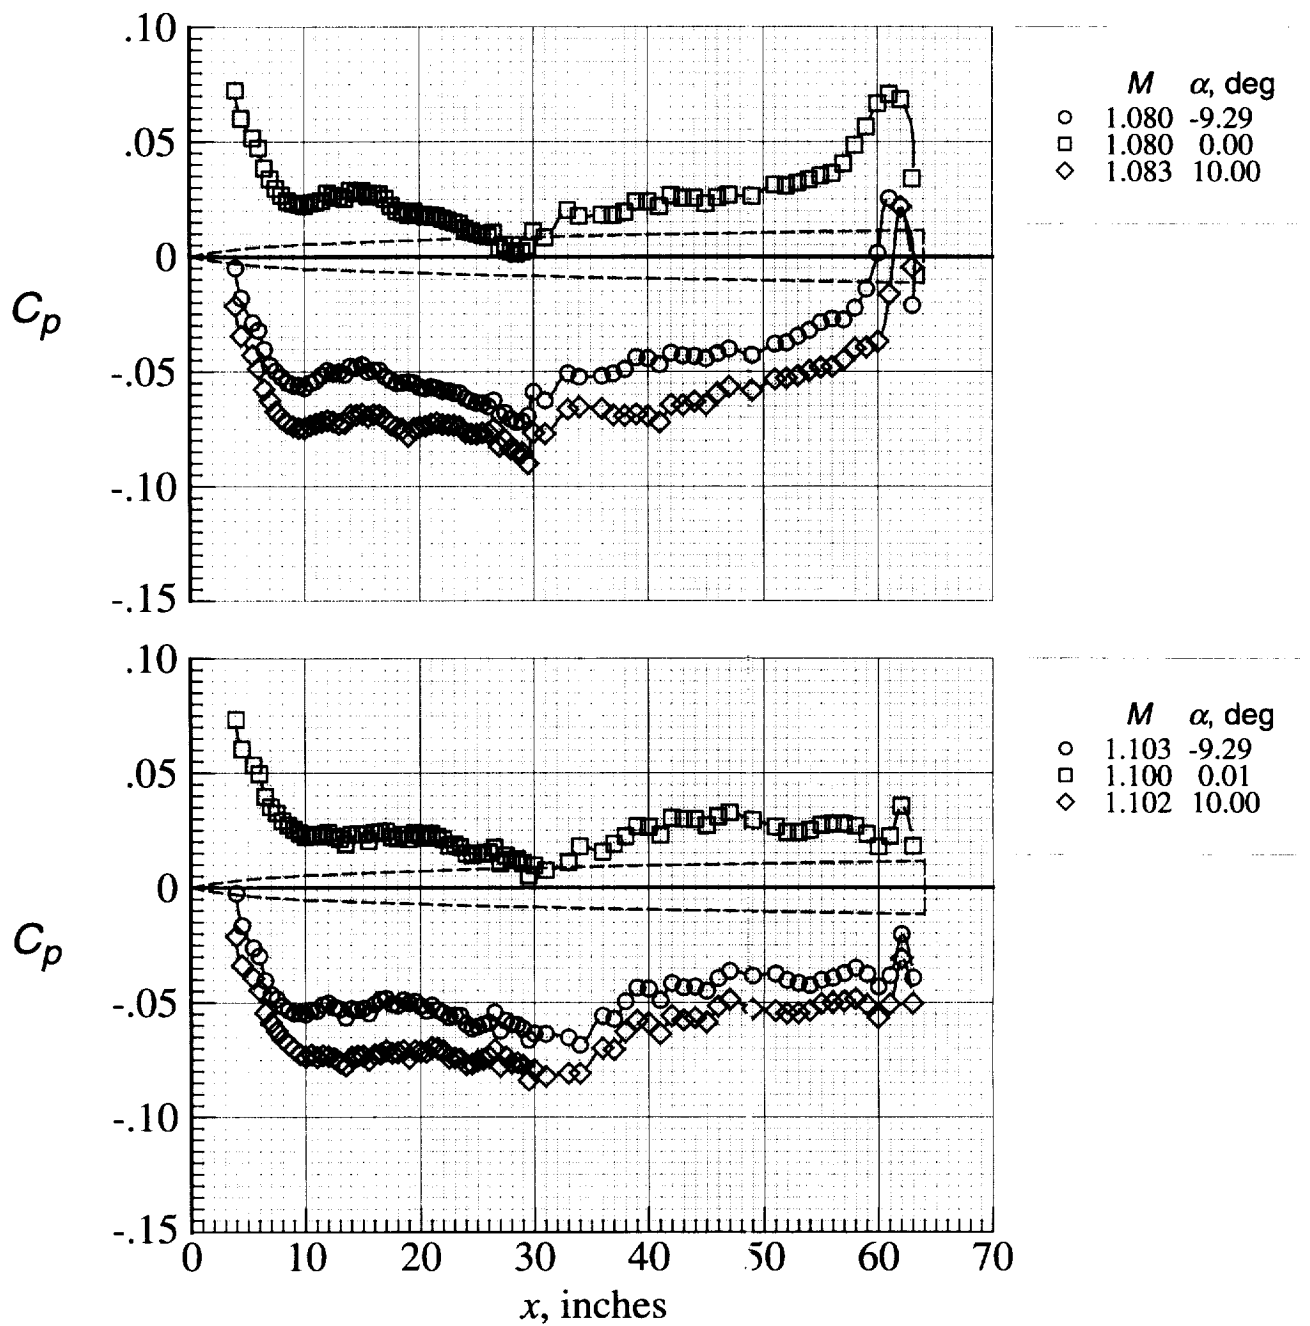 .10
.05
0
-.05
-.10
-.15
C_p
M α, deg
○ 1.080 -9.29
□ 1.080 0.00
◇ 1.083 10.00
.10
.05
0
-.05
-.10
-.15
C_p
0 10 20 30 40 50 60 70
x, inches
M α, deg
○ 1.103 -9.29
□ 1.100 0.01
◇ 1.102 10.00